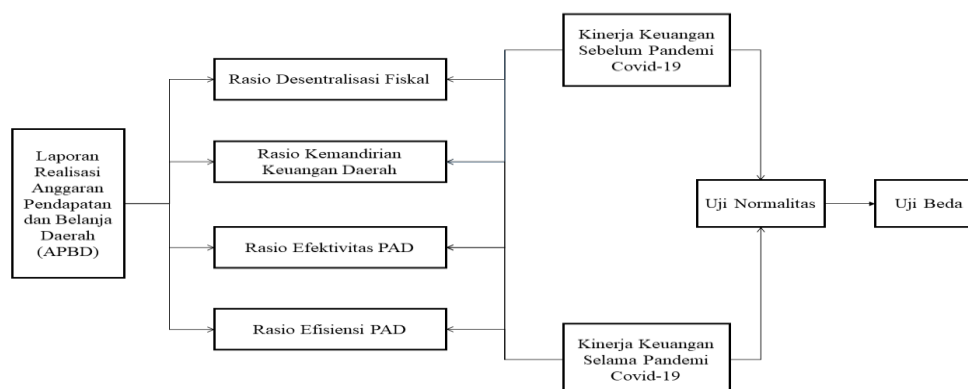 Laporan
Realisasi
Anggaran
Pendapatan
dan Belanja
Daerah
(APBD)
Rasio Desentralisasi Fiskal
Rasio Kemandirian
Keuangan Daerah
Rasio Efektivitas PAD
Rasio Efisiensi PAD
Kinerja Keuangan
Sebelum Pandemi
Covid-19
Kinerja Keuangan
Selama Pandemi
Covid-19
Uji Normalitas
Uji Beda